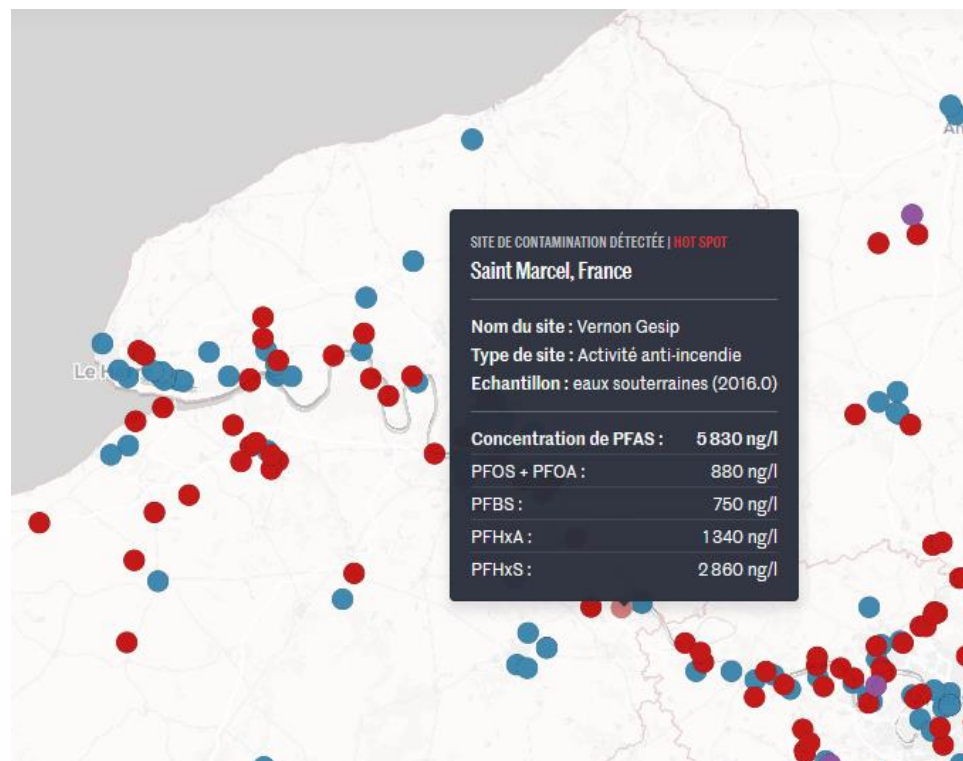 Am
SITE DE CONTAMINATION DÉTECTÉE | HOT SPOT
Saint Marcel, France
Nom du site : Vernon Gesip
Type de site : Activité anti-incendie
Echantillon : eaux souterraines (2016.0)
Le H
Concentration de PFAS : 5 830 ng/l
PFOS + PFOA : 880 ng/l
PFBS : 750 ng/l
PFHxA : 1 340 ng/l
PFHxS : 2 860 ng/l